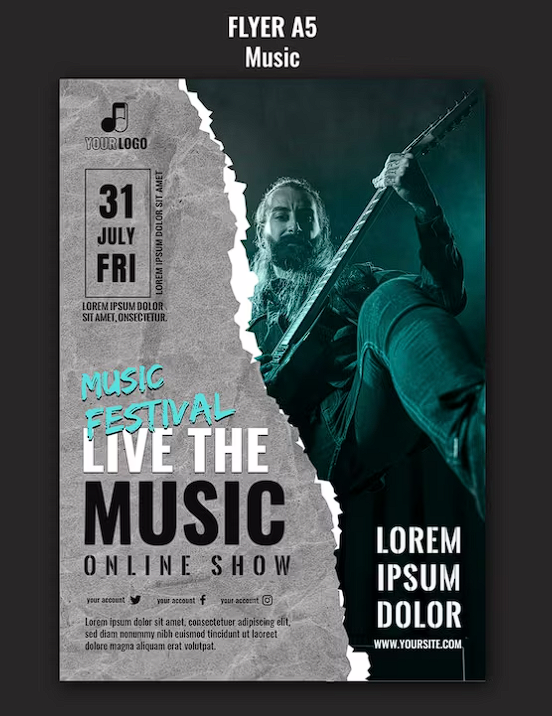 FLYER A5
Music
YOUR LOGO
31
JULY
FRI
LOREM IPSUM DOLOR SIT AMET
LOREM IPSUM DOLOR
SIT AMET, CONSECTETUR.
MUSIC
FESTIVAL
LIVE THE
MUSIC
ONLINE SHOW
your account your account your account
Lorem ipsum dolor sit amet, consectetuer adipiscing elit,
sed diam nonummy nibh euismod tincidunt ut laoreet
dolore magna aliquam erat volutpat.
LOREM
IPSUM
DOLOR
WWW.YOURSITE.COM